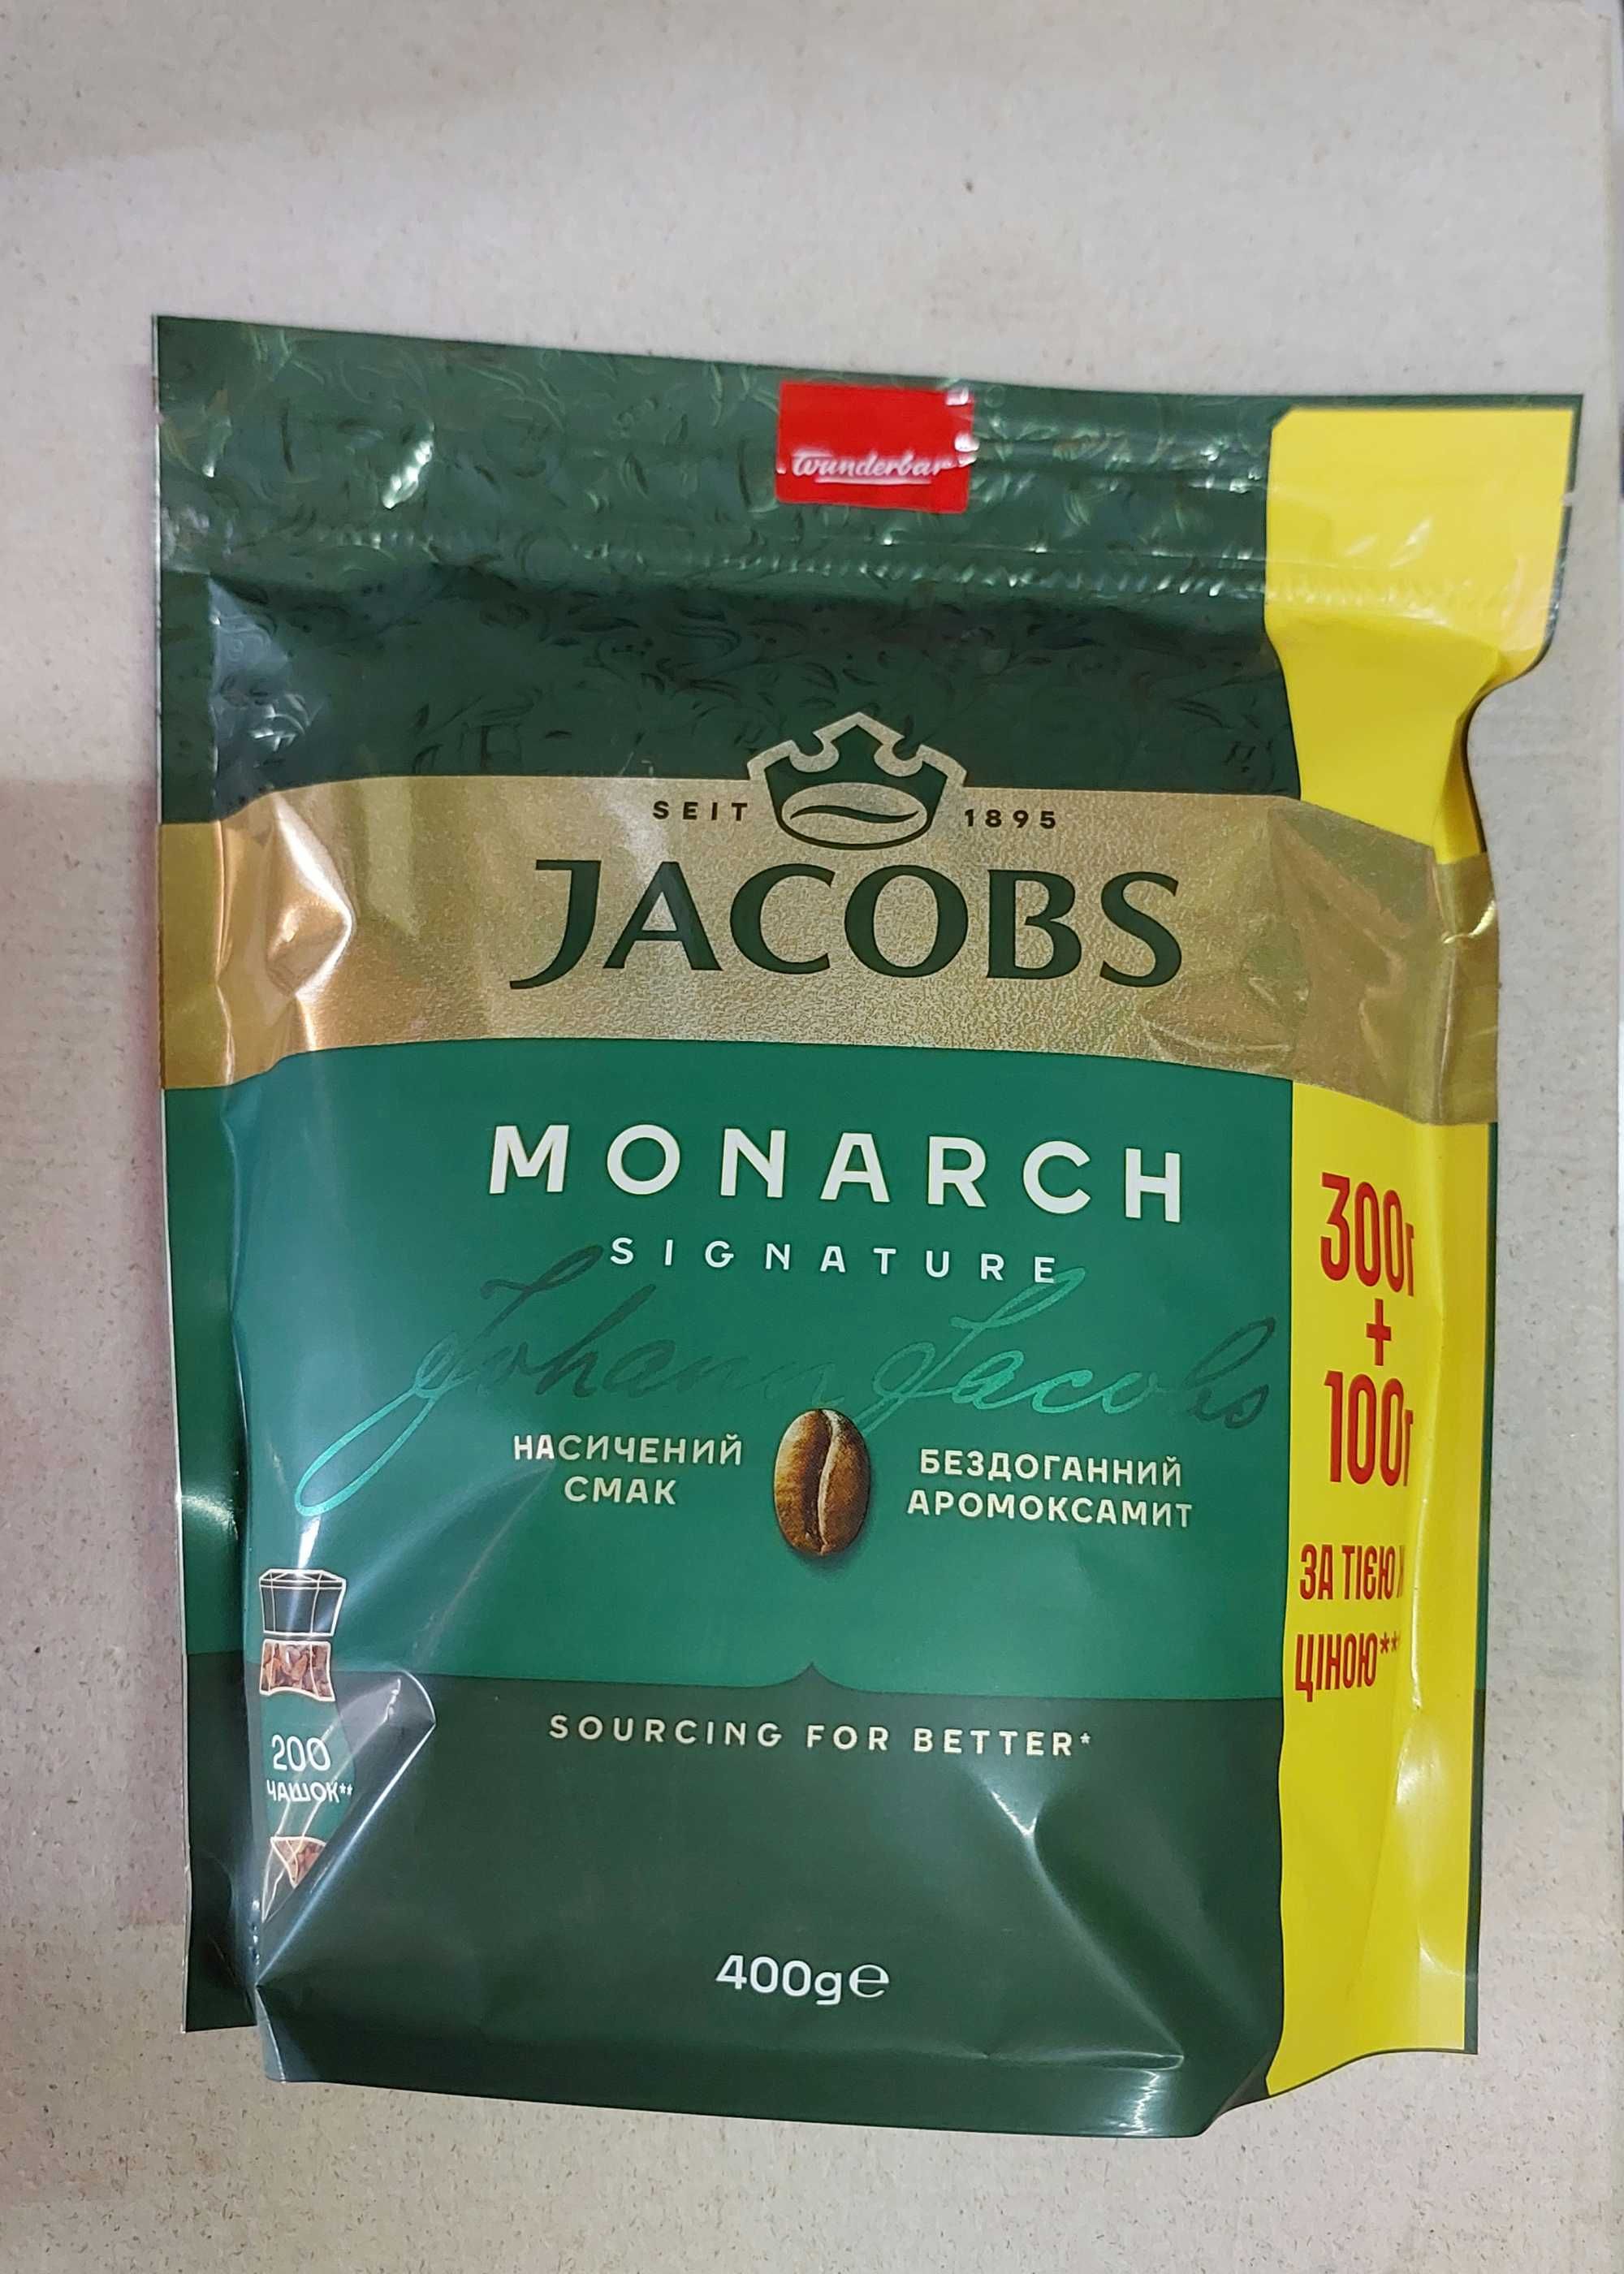 wunderbar
SEIT 1895
JACOBS
MONARCH
SIGNATURE
Johann Jacobs
НАСИЧЕНИЙ
СМАК
БЕЗДОГАННИЙ
АРОМОКСАМИТ
300г
+
100г
ЗА ТІЄЮ Ж
ЦІНОЮ**
200
ЧАШОК**
SOURCING FOR BETTER*
400g℮